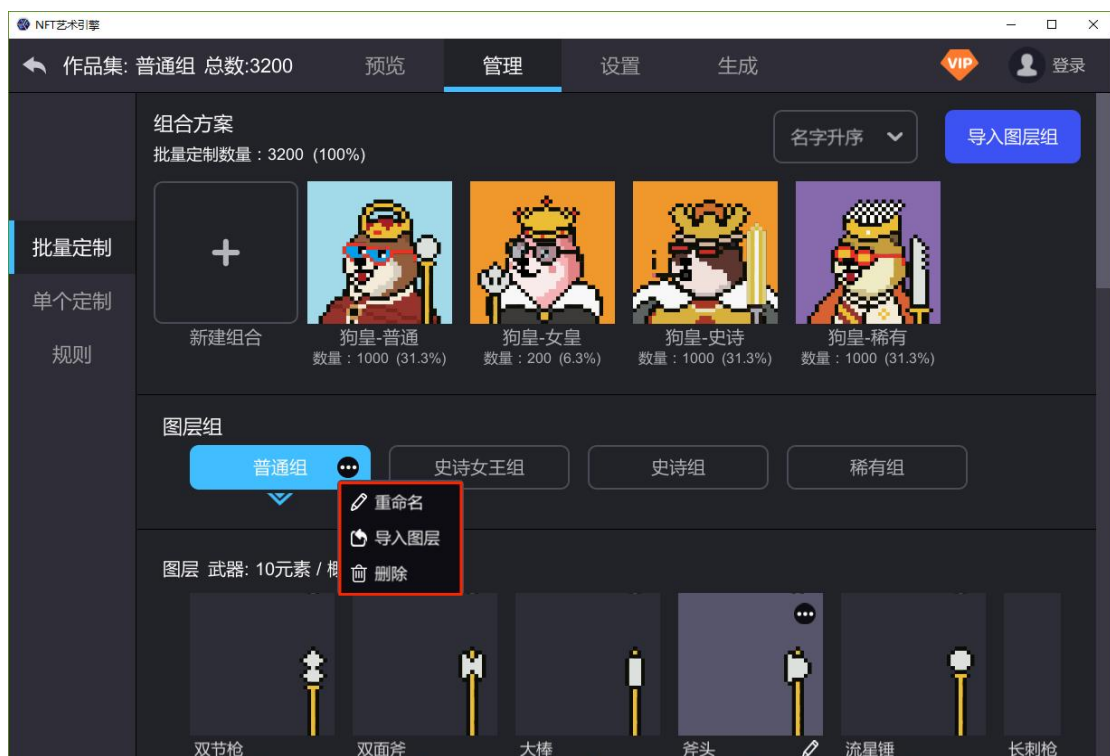 NFT艺术引擎
作品集: 普通组 总数:3200 预览 管理 设置 生成 VIP 登录
组合方案
批量定制数量：3200 (100%)
名字升序 导入图层组
批量定制
单个定制
规则
新建组合 狗皇-普通 狗皇-女皇 狗皇-史诗 狗皇-稀有
数量：1000 (31.3%) 数量：200 (6.3%) 数量：1000 (31.3%) 数量：1000 (31.3%)
图层组
普通组 史诗女王组 史诗组 稀有组
重命名
导入图层
删除
图层 武器: 10元素 /
双节枪 双面斧 大棒 斧头 流星锤 长刺枪